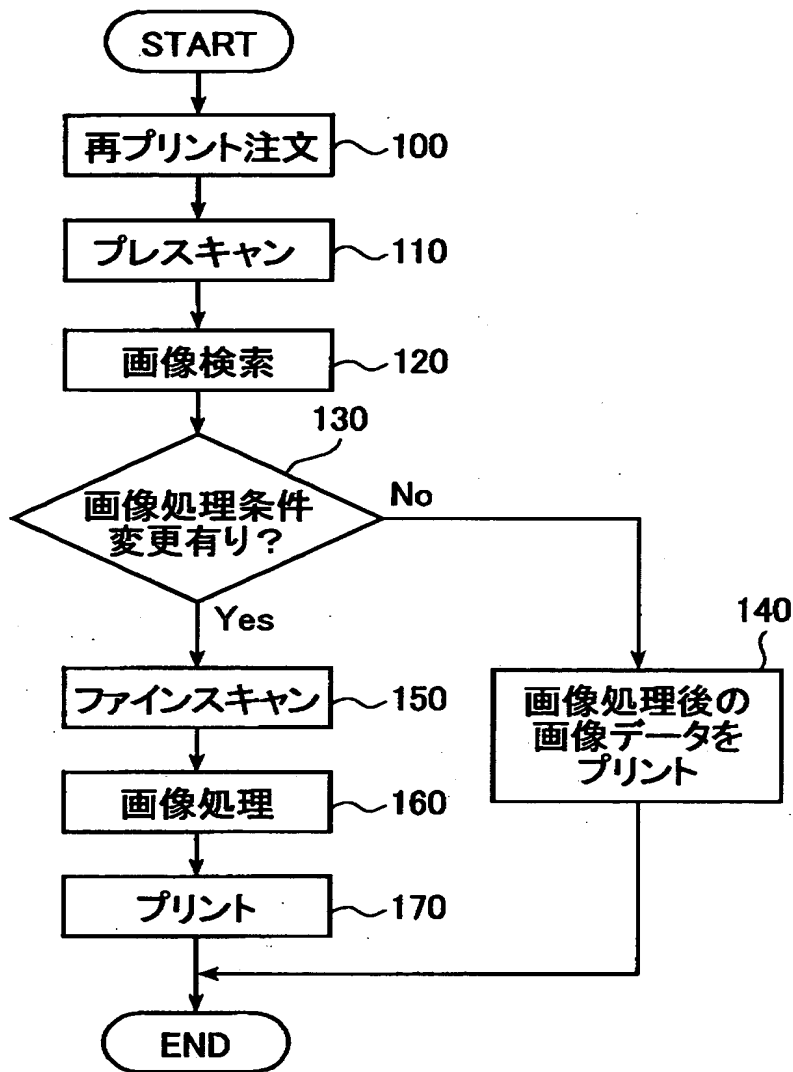 START
再プリント注文
100
プレスキャン
110
画像検索
120
130
画像処理条件
変更有り?
No
Yes
140
画像処理後の
画像データを
プリント
ファインスキャン
150
画像処理
160
プリント
170
END